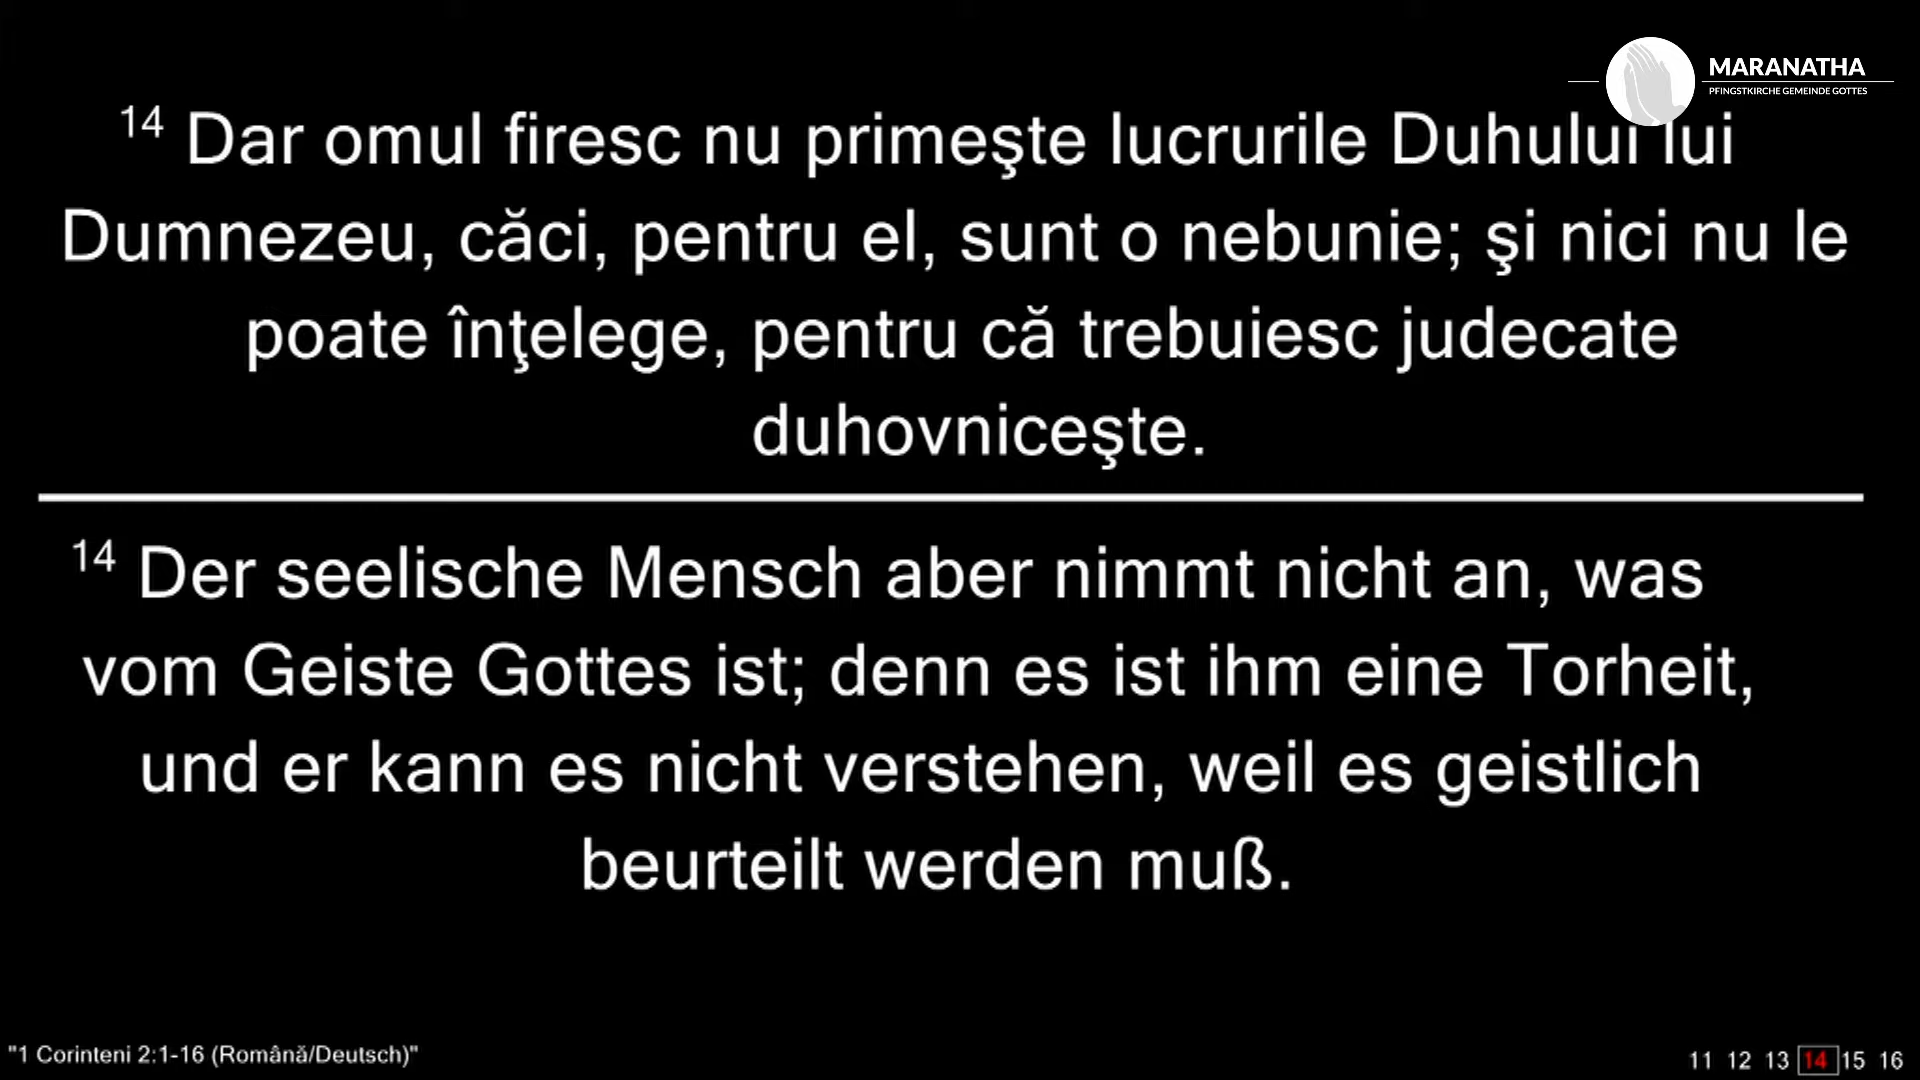 MARANATHA
PFINGSTKIRCHE GEMEINDE GOTTES
14 Dar omul firesc nu primeşte lucrurile Duhului lui
Dumnezeu, căci, pentru el, sunt o nebunie; şi nici nu le
poate înţelege, pentru că trebuiesc judecate
duhovniceşte.
14 Der seelische Mensch aber nimmt nicht an, was
vom Geiste Gottes ist; denn es ist ihm eine Torheit,
und er kann es nicht verstehen, weil es geistlich
beurteilt werden muß.
"1 Corinteni 2:1-16 (Română/Deutsch)"
11 12 13 14 15 16